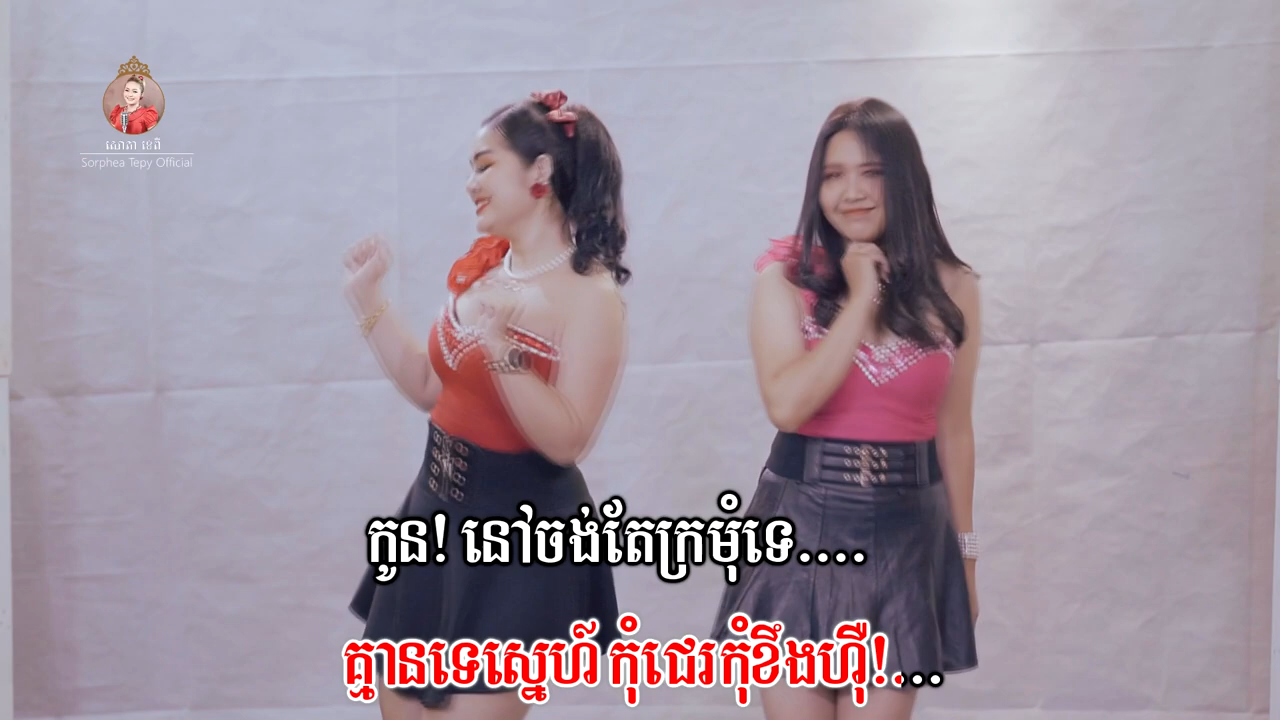 សោភា ទេពី
Sorphea Tepy Official
កូន! នៅចង់តែក្រមុំទេ....
គ្មានទេស្នេហ៍ កុំជេរកុំខឹងហ៊ឺ!....